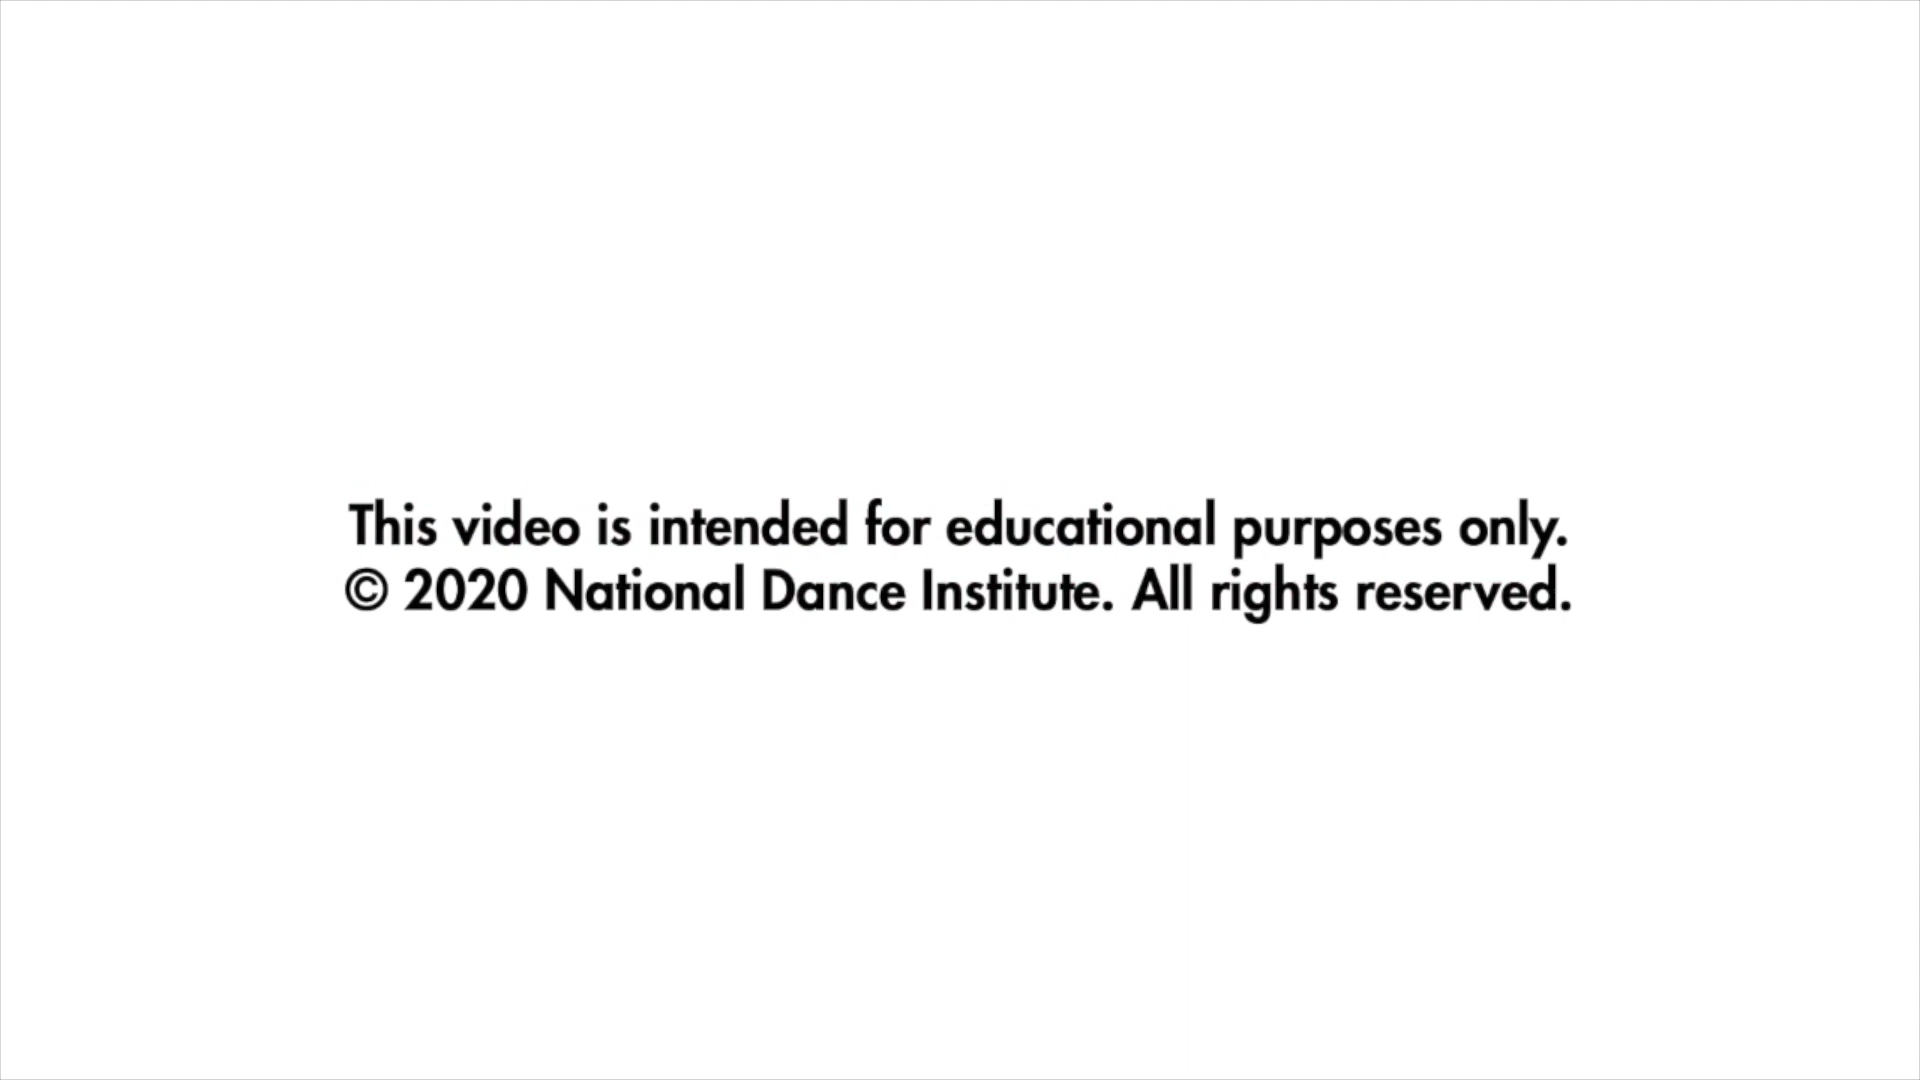 This video is intended for educational purposes only.
© 2020 National Dance Institute. All rights reserved.